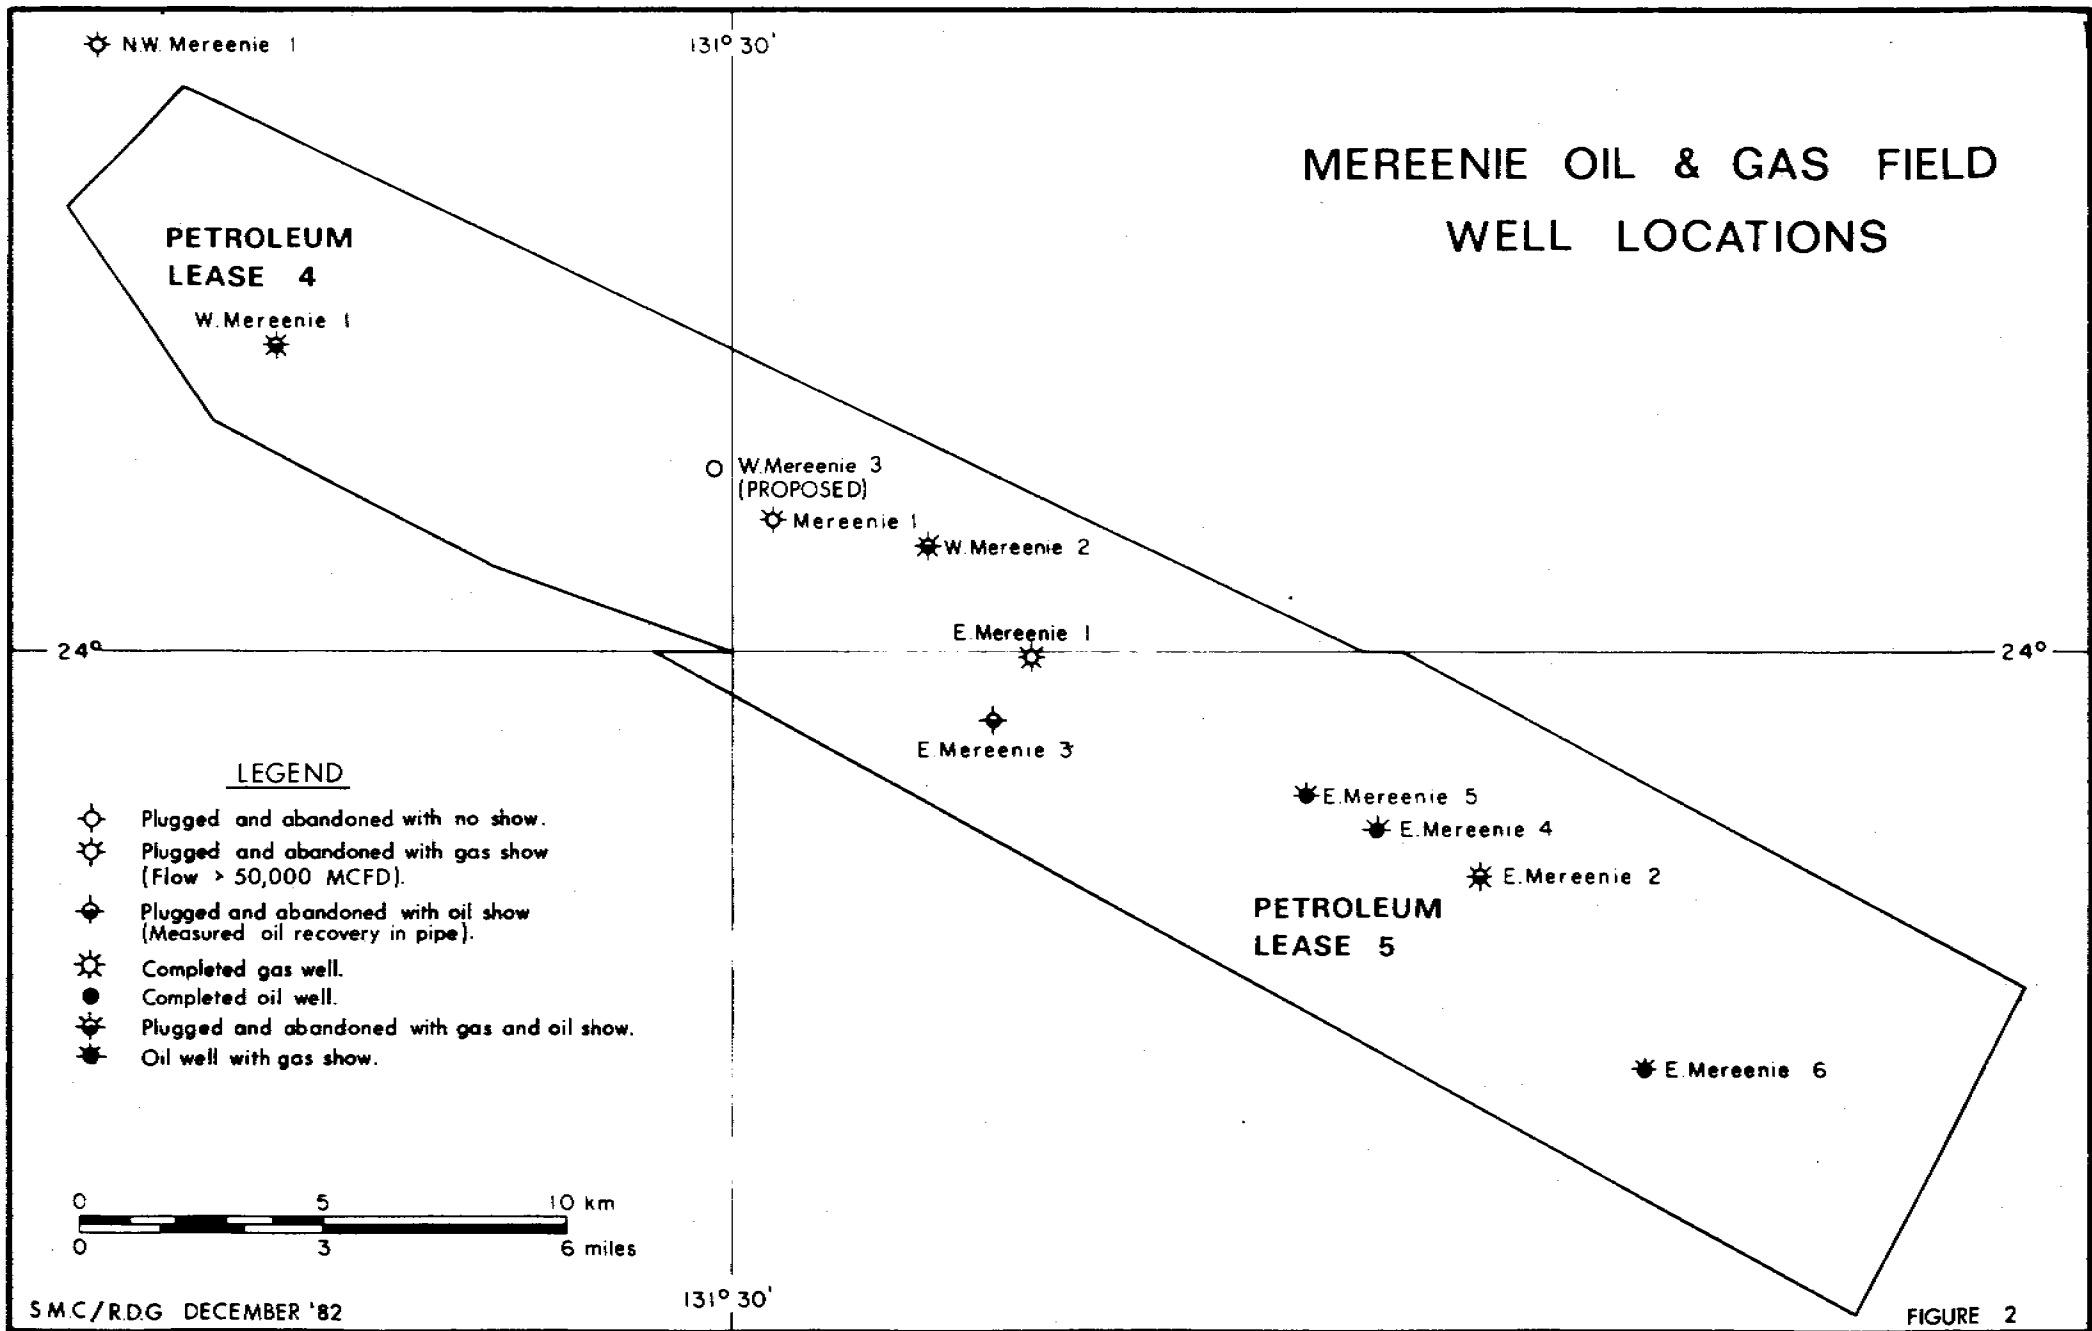 N.W. Mereenie 1
131° 30'
MEREENIE OIL & GAS FIELD
WELL LOCATIONS
PETROLEUM
LEASE 4
W. Mereenie 1
W. Mereenie 3
(PROPOSED)
Mereenie 1
W. Mereenie 2
E. Mereenie 1
24°
24°
E. Mereenie 3
E. Mereenie 5
E. Mereenie 4
E. Mereenie 2
PETROLEUM
LEASE 5
E. Mereenie 6
LEGEND
Plugged and abandoned with no show.
Plugged and abandoned with gas show
(Flow > 50,000 MCFD).
Plugged and abandoned with oil show
(Measured oil recovery in pipe).
Completed gas well.
Completed oil well.
Plugged and abandoned with gas and oil show.
Oil well with gas show.
0 5 10 km
0 3 6 miles
131° 30'
S.M.C/R.D.G DECEMBER '82
FIGURE 2